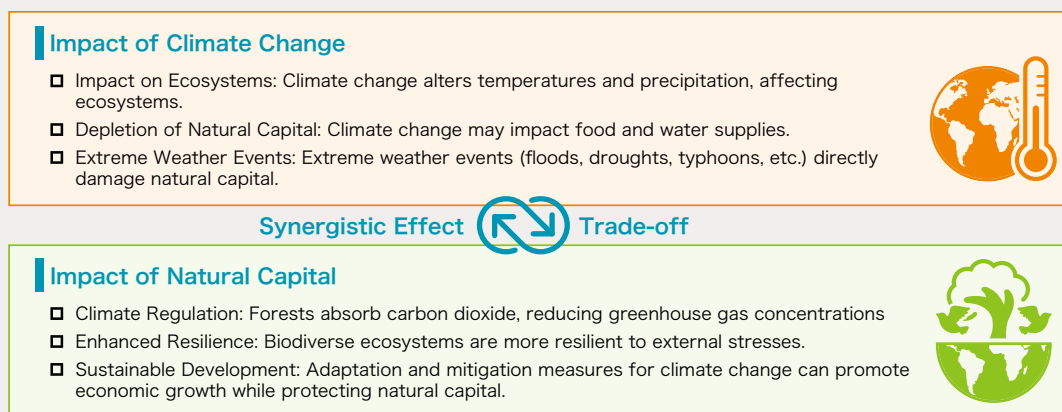 Impact of Climate Change
Impact on Ecosystems: Climate change alters temperatures and precipitation, affecting
ecosystems.
Depletion of Natural Capital: Climate change may impact food and water supplies.
Extreme Weather Events: Extreme weather events (floods, droughts, typhoons, etc.) directly
damage natural capital.
Synergistic Effect Trade-off
Impact of Natural Capital
Climate Regulation: Forests absorb carbon dioxide, reducing greenhouse gas concentrations
Enhanced Resilience: Biodiverse ecosystems are more resilient to external stresses.
Sustainable Development: Adaptation and mitigation measures for climate change can promote
economic growth while protecting natural capital.